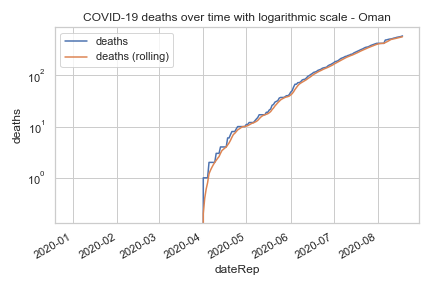 COVID-19 deaths over time with logarithmic scale - Oman
deaths
deaths (rolling)
10²
10¹
10⁰
deaths
2020-01
2020-02
2020-03
2020-04
2020-05
2020-06
2020-07
2020-08
dateRep